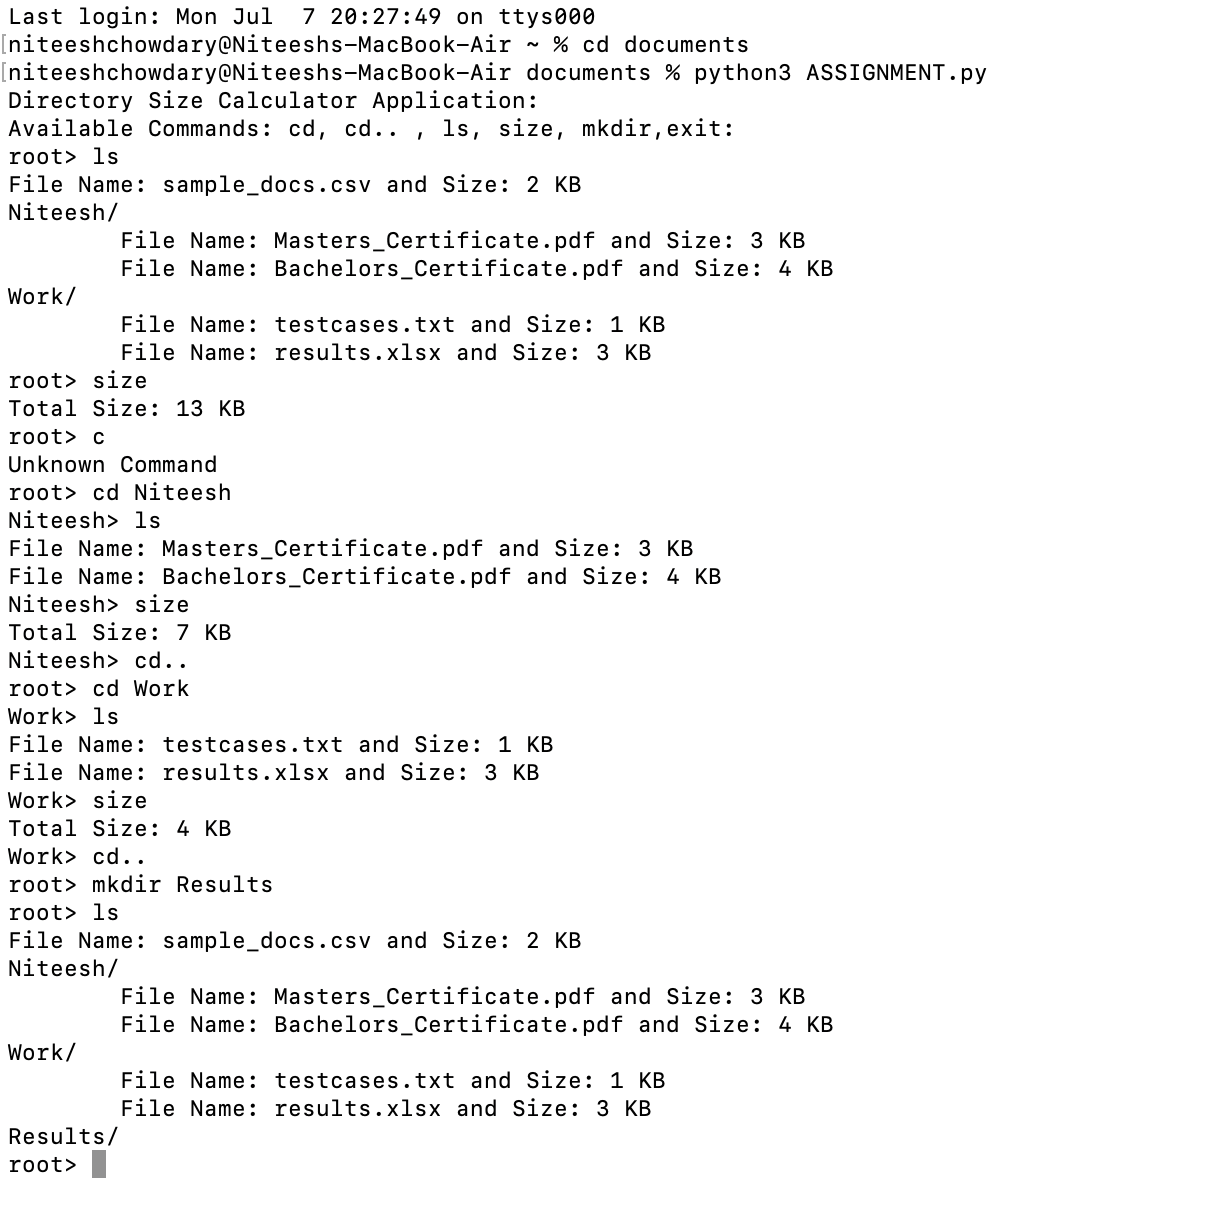 Last login: Mon Jul  7 20:27:49 on ttys000
[niteeshchowdary@Niteeshs-MacBook-Air ~ % cd documents
[niteeshchowdary@Niteeshs-MacBook-Air documents % python3 ASSIGNMENT.py
Directory Size Calculator Application:
Available Commands: cd, cd.. , ls, size, mkdir,exit:
root> ls
File Name: sample_docs.csv and Size: 2 KB
Niteesh/
        File Name: Masters_Certificate.pdf and Size: 3 KB
        File Name: Bachelors_Certificate.pdf and Size: 4 KB
Work/
        File Name: testcases.txt and Size: 1 KB
        File Name: results.xlsx and Size: 3 KB
root> size
Total Size: 13 KB
root> c
Unknown Command
root> cd Niteesh
Niteesh> ls
File Name: Masters_Certificate.pdf and Size: 3 KB
File Name: Bachelors_Certificate.pdf and Size: 4 KB
Niteesh> size
Total Size: 7 KB
Niteesh> cd..
root> cd Work
Work> ls
File Name: testcases.txt and Size: 1 KB
File Name: results.xlsx and Size: 3 KB
Work> size
Total Size: 4 KB
Work> cd..
root> mkdir Results
root> ls
File Name: sample_docs.csv and Size: 2 KB
Niteesh/
        File Name: Masters_Certificate.pdf and Size: 3 KB
        File Name: Bachelors_Certificate.pdf and Size: 4 KB
Work/
        File Name: testcases.txt and Size: 1 KB
        File Name: results.xlsx and Size: 3 KB
Results/
root>